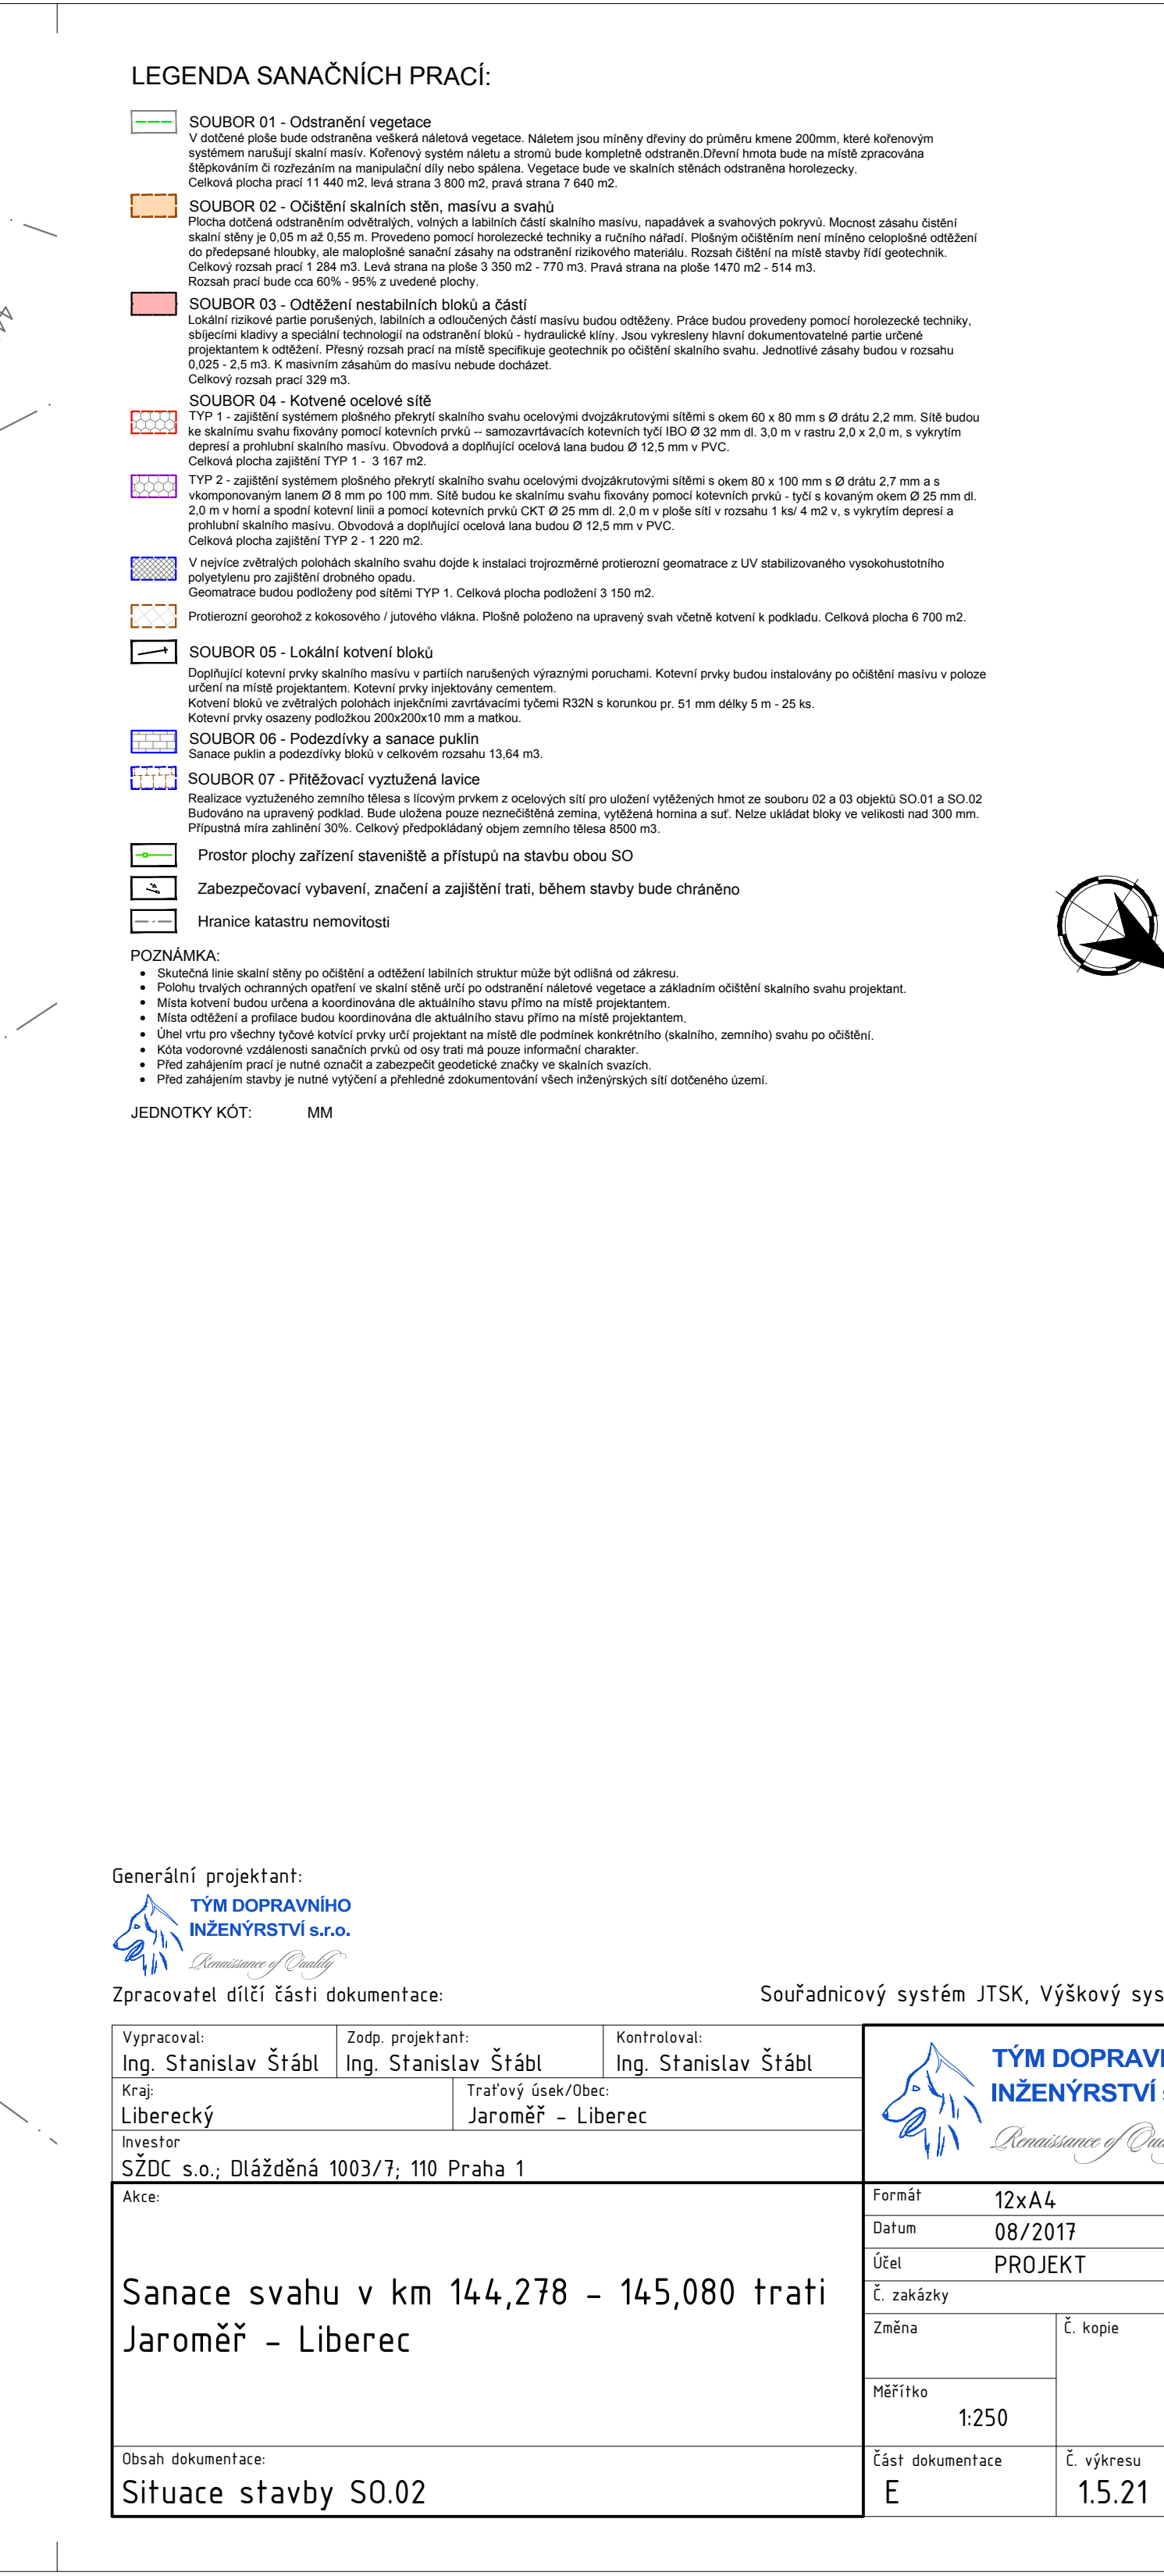 LEGENDA SANAČNÍCH PRACÍ:
SOUBOR 01 - Odstranění vegetace
V dotčené ploše bude odstraněna veškerá náletová vegetace. Náletem jsou míněny dřeviny do průměru kmene 200mm, které kořenovým
systémem narušují skalní masív. Kořenový systém náletu a stromů bude kompletně odstraněn.Dřevní hmota bude na místě zpracována
štěpkováním či rozřezáním na manipulační díly nebo spálena. Vegetace bude ve skalních stěnách odstraněna horolezecky.
Celková plocha prací 11 440 m2, levá strana 3 800 m2, pravá strana 7 640 m2.
SOUBOR 02 - Očištění skalních stěn, masívu a svahů
Plocha dotčená odstraněním odvětralých, volných a labilních částí skalního masívu, napadávek a svahových pokryvů. Mocnost zásahu čistění
skalní stěny je 0,05 m až 0,55 m. Provedeno pomocí horolezecké techniky a ručního nářadí. Plošným očištěním není míněno celoplošné odtěžení
do předepsané hloubky, ale maloplošné sanační zásahy na odstranění rizikového materiálu. Rozsah čištění na místě stavby řídí geotechnik.
Celkový rozsah prací 1 284 m3. Levá strana na ploše 3 350 m2 - 770 m3. Pravá strana na ploše 1470 m2 - 514 m3.
Rozsah prací bude cca 60% - 95% z uvedené plochy.
SOUBOR 03 - Odtěžení nestabilních bloků a částí
Lokální rizikové partie porušených, labilních a odloučených částí masívu budou odtěženy. Práce budou provedeny pomocí horolezecké techniky,
sbíjecími kladivy a speciální technologií na odstranění bloků - hydraulické klíny. Jsou vykresleny hlavní dokumentovatelné partie určené
projektantem k odtěžení. Přesný rozsah prací na místě specifikuje geotechnik po očištění skalního svahu. Jednotlivé zásahy budou v rozsahu
0,025 - 2,5 m3. K masivním zásahům do masívu nebude docházet.
Celkový rozsah prací 329 m3.
SOUBOR 04 - Kotvené ocelové sítě
TYP 1 - zajištění systémem plošného překrytí skalního svahu ocelovými dvojzákrutovými sítěmi s okem 60 x 80 mm s Ø drátu 2,2 mm. Sítě budou
ke skalnímu svahu fixovány pomocí kotevních prvků -- samozavrtávacích kotevních tyčí IBO Ø 32 mm dl. 3,0 m v rastru 2,0 x 2,0 m, s vykrytím
depresí a prohlubni skalního masívu. Obvodová a doplňující ocelová lana budou Ø 12,5 mm v PVC.
Celková plocha zajištění TYP 1 - 3 167 m2.
TYP 2 - zajištění systémem plošného překrytí skalního svahu ocelovými dvojzákrutovými sítěmi s okem 80 x 100 mm s Ø drátu 2,7 mm a s
vkomponovaným lanem Ø 8 mm po 100 mm. Sítě budou ke skalnímu svahu fixovány pomocí kotevních prvků - tyčí s kovaným okem Ø 25 mm dl.
2,0 m v horní a spodní kotevní linii a pomocí kotevních prvků CKT Ø 25 mm dl. 2,0 m v ploše sítí v rozsahu 1 ks/ 4 m2 v, s vykrytím depresí a
prohlubni skalního masívu. Obvodová a doplňující ocelová lana budou Ø 12,5 mm v PVC.
Celková plocha zajištění TYP 2 - 1 220 m2.
V nejvíce zvětralých polohách skalního svahu dojde k instalaci trojrozměrné protierozní geomatrace z UV stabilizovaného vysokohustotního
polyetylenu pro zajištění drobného opadu.
Geomatrace budou podloženy pod sítěmi TYP 1. Celková plocha podložení 3 150 m2.
Protierozní georohož z kokosového / jutového vlákna. Plošně položeno na upravený svah včetně kotvení k podkladu. Celková plocha 6 700 m2.
SOUBOR 05 - Lokální kotvení bloků
Doplňující kotevní prvky skalního masívu v partiích narušených výraznými poruchami. Kotevní prvky budou instalovány po očištění masívu v poloze
určení na místě projektantem. Kotevní prvky injektovány cementem.
Kotvení bloků ve zvětralých polohách injekčními zavrtávacími tyčemi R32N s korunkou pr. 51 mm délky 5 m - 25 ks.
Kotevní prvky osazeny podložkou 200x200x10 mm a matkou.
SOUBOR 06 - Podezdívky a sanace puklin
Sanace puklin a podezdívky bloků v celkovém rozsahu 13,64 m3.
SOUBOR 07 - Přitěžovací vyztužená lavice
Realizace vyztuženého zemního tělesa s lícovým prvkem z ocelových sítí pro uložení vytěžených hmot ze souboru 02 a 03 objektů SO.01 a SO.02
Budováno na upravený podklad. Bude uložena pouze neznečištěná zemina, vytěžená hornina a suť. Nelze ukládat bloky ve velikosti nad 300 mm.
Přípustná míra zahlinění 30%. Celkový předpokládaný objem zemního tělesa 8500 m3.
Prostor plochy zařízení staveniště a přístupů na stavbu obou SO
Zabezpečovací vybavení, značení a zajištění trati, během stavby bude chráněno
Hranice katastru nemovitosti
POZNÁMKA:
• Skutečná linie skalní stěny po očištění a odtěžení labilních struktur může být odlišná od zákresu.
• Polohu trvalých ochranných opatření ve skalní stěně určí po odstranění náletové vegetace a základním očištění skalního svahu projektant.
• Místa kotvení budou určena a koordinována dle aktuálního stavu přímo na místě projektantem.
• Místa odtěžení a profilace budou koordinována dle aktuálního stavu přímo na místě projektantem.
• Úhel vrtu pro všechny tyčové kotvící prvky určí projektant na místě dle podmínek konkrétního (skalního, zemního) svahu po očištění.
• Kóta vodorovné vzdálenosti sanačních prvků od osy trati má pouze informační charakter.
• Před zahájením prací je nutné označit a zabezpečit geodetické značky ve skalních svazích.
• Před zahájením stavby je nutné vytýčení a přehledné zdokumentování všech inženýrských sítí dotčeného území.
JEDNOTKY KÓT: MM
Generální projektant:
TÝM DOPRAVNÍHO
INŽENÝRSTVÍ s.r.o.
Renaissance of Quality
Zpracovatel dílčí části dokumentace:
Souřadnicový systém JTSK, Výškový sys
Vypracoval: Zodp. projektant: Kontroloval:
Ing. Stanislav Štábl Ing. Stanislav Štábl Ing. Stanislav Štábl
Kraj: Traťový úsek/Obec:
Liberecký Jaroměř - Liberec
Investor
SŽDC s.o.; Dlážděná 1003/7; 110 Praha 1
TÝM DOPRAV
INŽENÝRSTVÍ
Renaissance of
Akce:
Sanace svahu v km 144,278 - 145,080 trati
Jaroměř - Liberec
Formát 12xA4
Datum 08/2017
Účel PROJEKT
Č. zakázky
Změna Č. kopie
Měřítko
1:250
Obsah dokumentace:
Situace stavby SO.02
Část dokumentace Č. výkresu
E 1.5.21